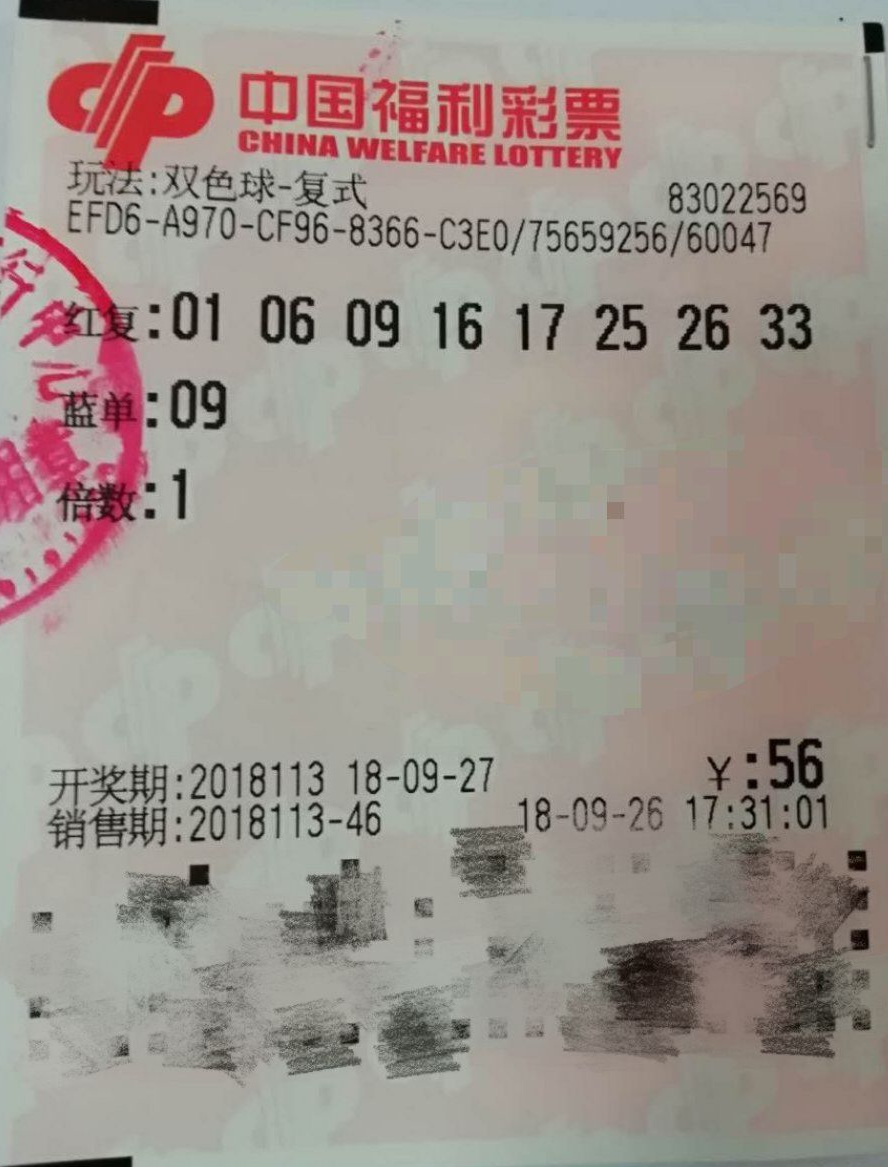 中国福利彩票
CHINA WELFARE LOTTERY
玩法:双色球-复式 83022569
EFD6-A970-CF96-8366-C3E0/75659256/60047
红复:01 06 09 16 17 25 26 33
蓝单:09
倍数:1
开奖期:2018113 18-09-27 ¥:56
销售期:2018113-46 18-09-26 17:31:01